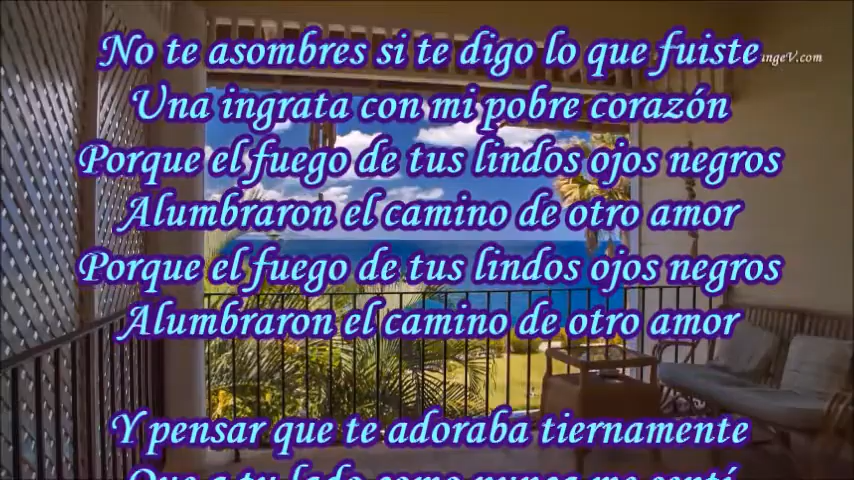 No te asombres si te digo lo que fuiste
Una ingrata con mi pobre corazón
Porque el fuego de tus lindos ojos negros
Alumbraron el camino de otro amor
Porque el fuego de tus lindos ojos negros
Alumbraron el camino de otro amor
Y pensar que te adoraba tiernamente
Que a tu lado como nunca me sentí